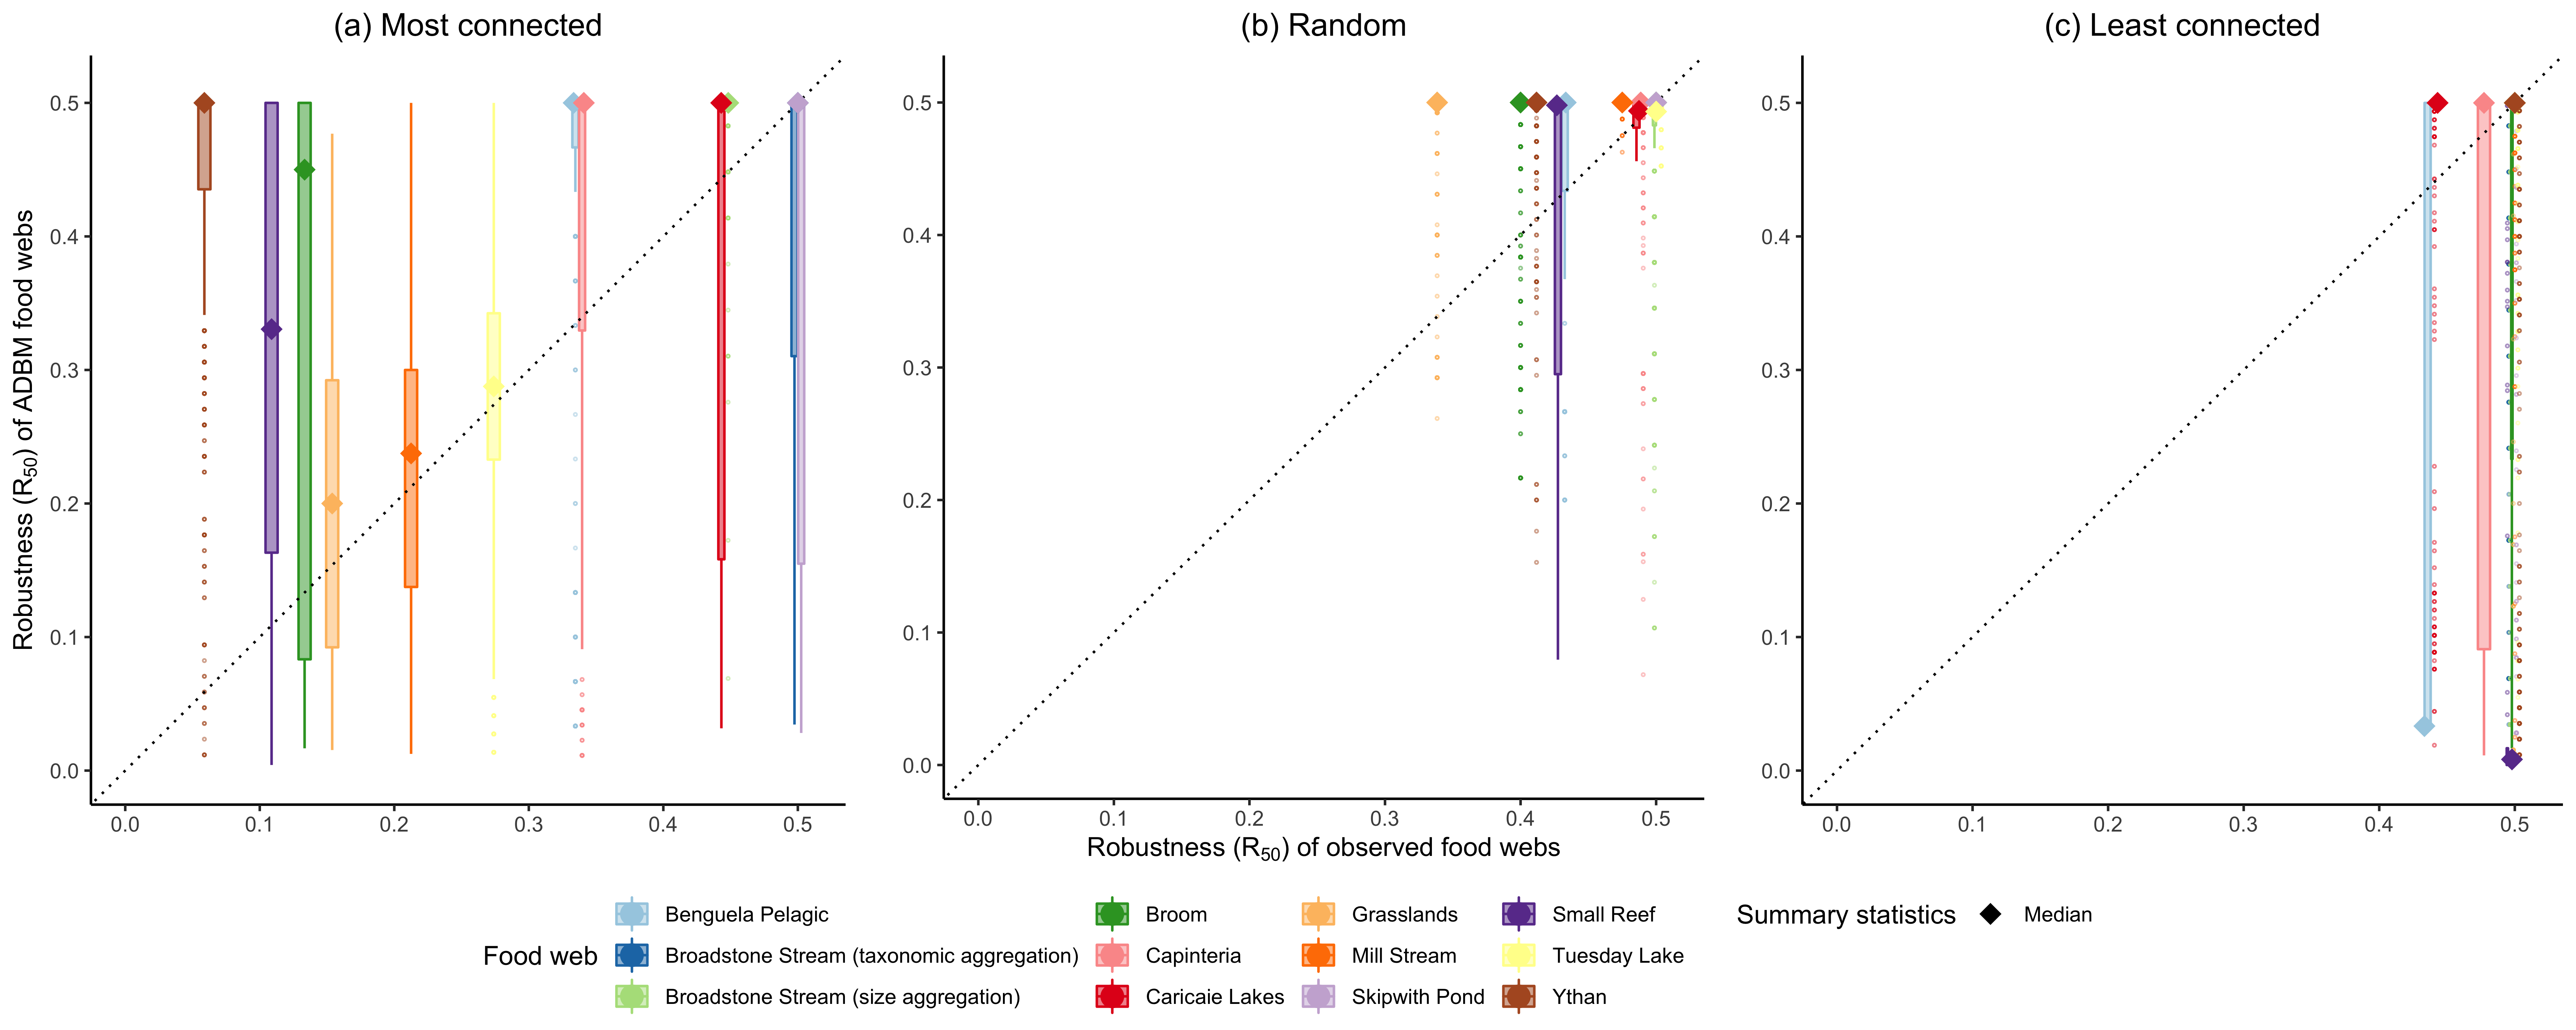 (a) Most connected
(b) Random
(c) Least connected
Robustness (R50) of ADBM food webs
0.5
0.4
0.3
0.2
0.1
0.0
0.0 0.1 0.2 0.3 0.4 0.5
0.5
0.4
0.3
0.2
0.1
0.0
0.0 0.1 0.2 0.3 0.4 0.5
0.5
0.4
0.3
0.2
0.1
0.0
0.0 0.1 0.2 0.3 0.4 0.5
Robustness (R50) of observed food webs
Food web
Benguela Pelagic
Broadstone Stream (taxonomic aggregation)
Broadstone Stream (size aggregation)
Broom
Capinteria
Caricaie Lakes
Grasslands
Mill Stream
Skipwith Pond
Small Reef
Tuesday Lake
Ythan
Summary statistics
Median